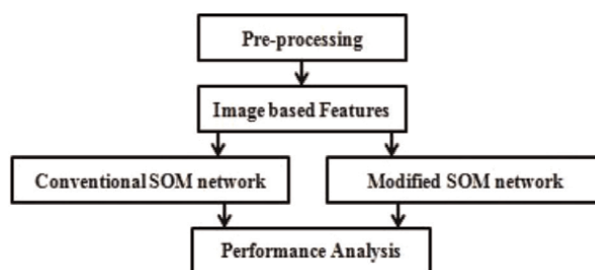 Pre-processing
Image based Features
Conventional SOM network
Modified SOM network
Performance Analysis